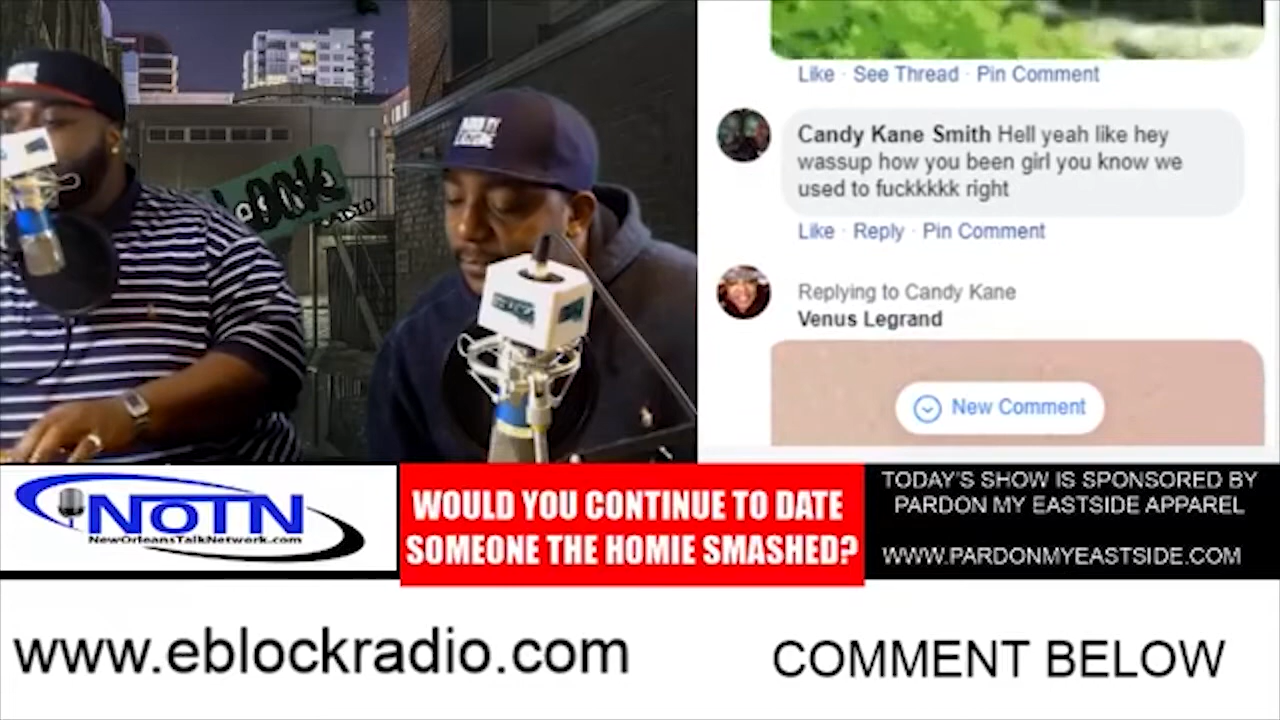 Like · See Thread · Pin Comment
Candy Kane Smith Hell yeah like hey
wassup how you been girl you know we
used to fuckkkkk right
Like · Reply · Pin Comment
Replying to Candy Kane
Venus Legrand
New Comment
NOTN
NewOrleansTalkNetwork.com
WOULD YOU CONTINUE TO DATE
SOMEONE THE HOMIE SMASHED?
TODAY'S SHOW IS SPONSORED BY
PARDON MY EASTSIDE APPAREL
WWW.PARDONMYEASTSIDE.COM
www.eblockradio.com
COMMENT BELOW